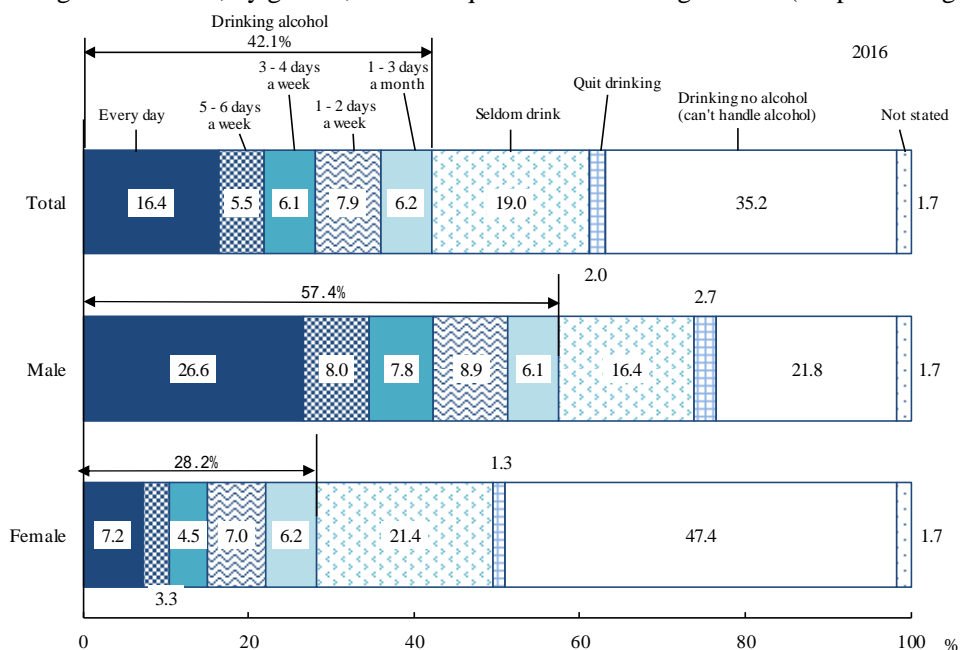 Drinking alcohol
42.1%
2016
3 - 4 days
a week
1 - 3 days
a month
Quit drinking
Drinking no alcohol
(can't handle alcohol)
Every day
5 - 6 days
a week
1 - 2 days
a week
Seldom drink
Not stated
Total
16.4
5.5
6.1
7.9
6.2
19.0
35.2
1.7
2.0
57.4%
2.7
Male
26.6
8.0
7.8
8.9
6.1
16.4
21.8
1.7
28.2%
1.3
Female
7.2
4.5
7.0
6.2
21.4
47.4
1.7
3.3
0
20
40
60
80
100
%